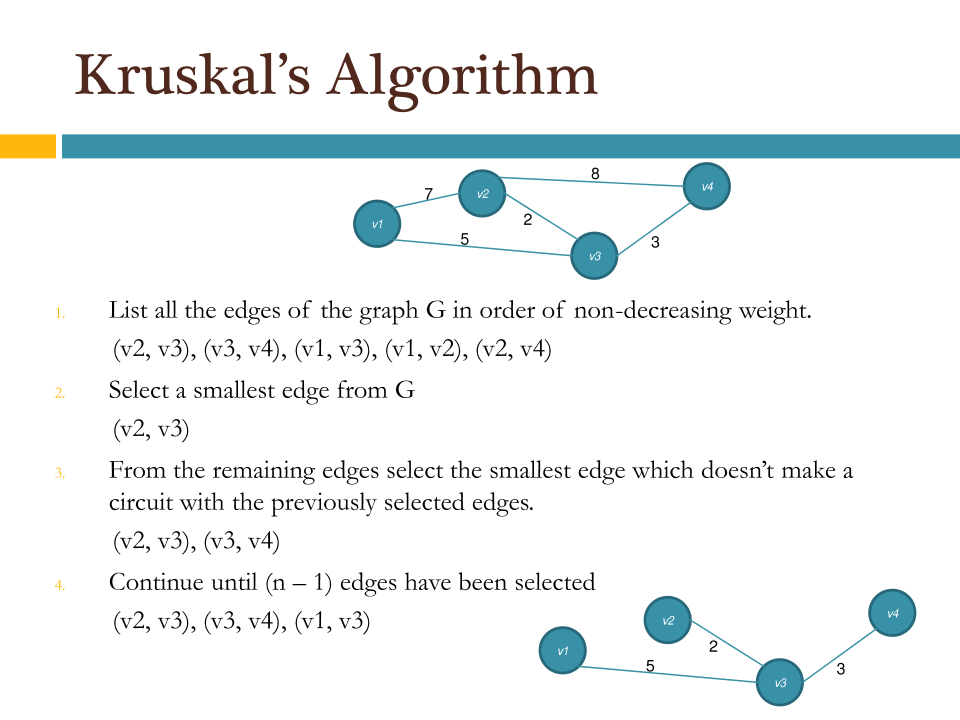 Kruskal's Algorithm
8
7
v2
v4
v1
2
5
3
v3
1. List all the edges of the graph G in order of non-decreasing weight.
(v2, v3), (v3, v4), (v1, v3), (v1, v2), (v2, v4)
2. Select a smallest edge from G
(v2, v3)
3. From the remaining edges select the smallest edge which doesn't make a
circuit with the previously selected edges.
(v2, v3), (v3, v4)
4. Continue until (n – 1) edges have been selected
(v2, v3), (v3, v4), (v1, v3)
v4
v2
v1
2
5
3
v3